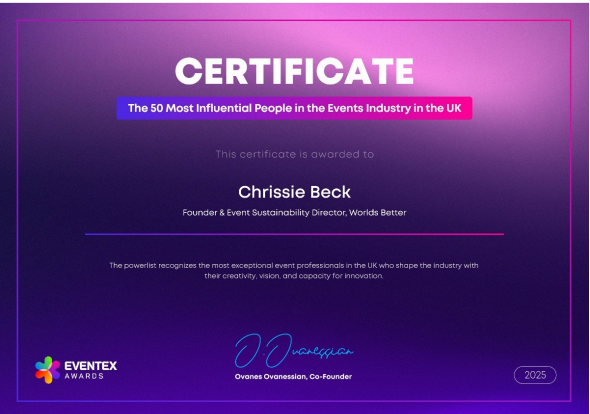 CERTIFICATE
The 50 Most Influential People in the Events Industry in the UK
This certificate is awarded to
Chrissie Beck
Founder & Event Sustainability Director, Worlds Better
The powerlist recognizes the most exceptional event professionals in the UK who shape the industry with
their creativity, vision, and capacity for innovation.
O. Ovanessian
Ovanes Ovanessian, Co-Founder
EVENTEX
AWARDS
2025